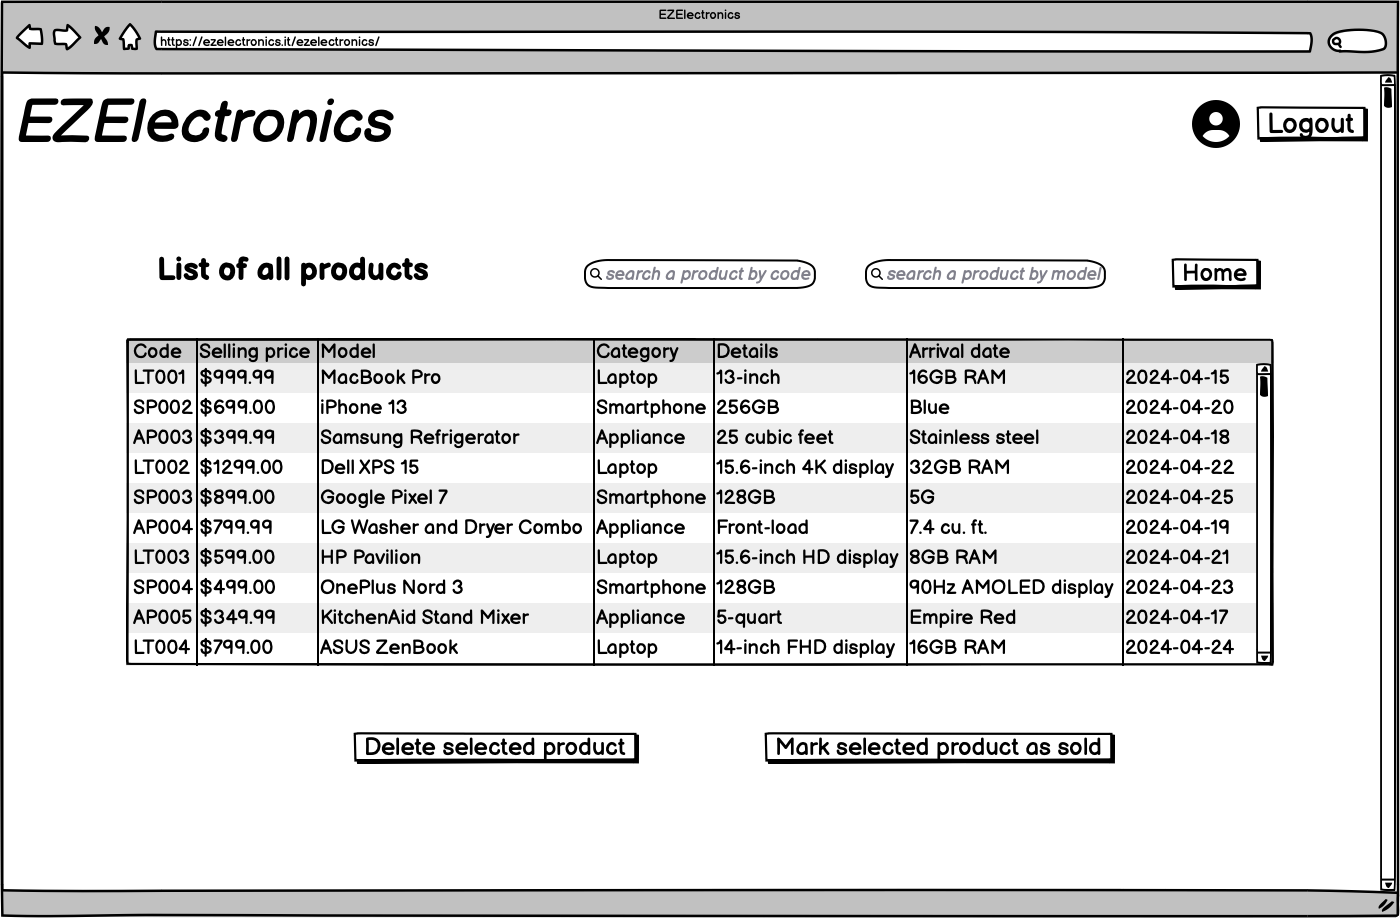 EZElectronics
https://ezelectronics.it/ezelectronics/
EZElectronics
Logout
List of all products
search a product by code
search a product by model
Home
Code Selling price Model Category Details Arrival date
LT001 $999.99 MacBook Pro Laptop 13-inch 16GB RAM 2024-04-15
SP002 $699.00 iPhone 13 Smartphone 256GB Blue 2024-04-20
AP003 $399.99 Samsung Refrigerator Appliance 25 cubic feet Stainless steel 2024-04-18
LT002 $1299.00 Dell XPS 15 Laptop 15.6-inch 4K display 32GB RAM 2024-04-22
SP003 $899.00 Google Pixel 7 Smartphone 128GB 5G 2024-04-25
AP004 $799.99 LG Washer and Dryer Combo Appliance Front-load 7.4 cu. ft. 2024-04-19
LT003 $599.00 HP Pavilion Laptop 15.6-inch HD display 8GB RAM 2024-04-21
SP004 $499.00 OnePlus Nord 3 Smartphone 128GB 90Hz AMOLED display 2024-04-23
AP005 $349.99 KitchenAid Stand Mixer Appliance 5-quart Empire Red 2024-04-17
LT004 $799.00 ASUS ZenBook Laptop 14-inch FHD display 16GB RAM 2024-04-24
Delete selected product
Mark selected product as sold